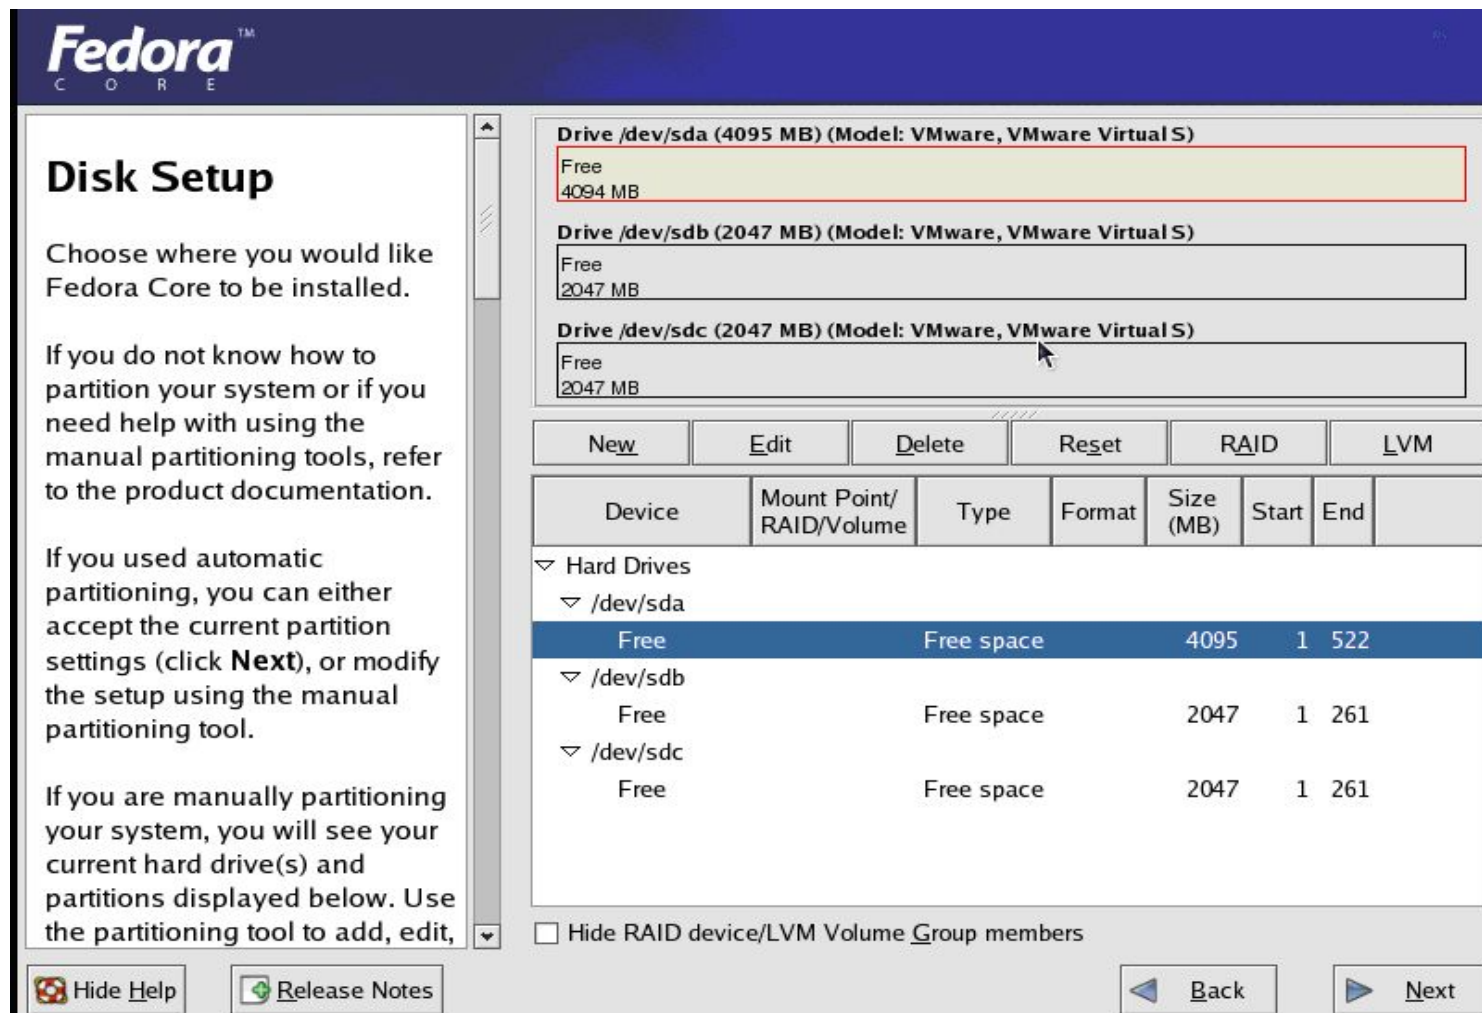 Fedora™
CORE
Disk Setup
Choose where you would like
Fedora Core to be installed.
If you do not know how to
partition your system or if you
need help with using the
manual partitioning tools, refer
to the product documentation.
If you used automatic
partitioning, you can either
accept the current partition
settings (click Next), or modify
the setup using the manual
partitioning tool.
If you are manually partitioning
your system, you will see your
current hard drive(s) and
partitions displayed below. Use
the partitioning tool to add, edit,
Drive /dev/sda (4095 MB) (Model: VMware, VMware Virtual S)
Free
4094 MB
Drive /dev/sdb (2047 MB) (Model: VMware, VMware Virtual S)
Free
2047 MB
Drive /dev/sdc (2047 MB) (Model: VMware, VMware Virtual S)
Free
2047 MB
New Edit Delete Reset RAID LVM
Device Mount Point/ RAID/Volume Type Format Size (MB) Start End
Hard Drives
/dev/sda
Free Free space 4095 1 522
/dev/sdb
Free Free space 2047 1 261
/dev/sdc
Free Free space 2047 1 261
Hide RAID device/LVM Volume Group members
Hide Help Release Notes Back Next